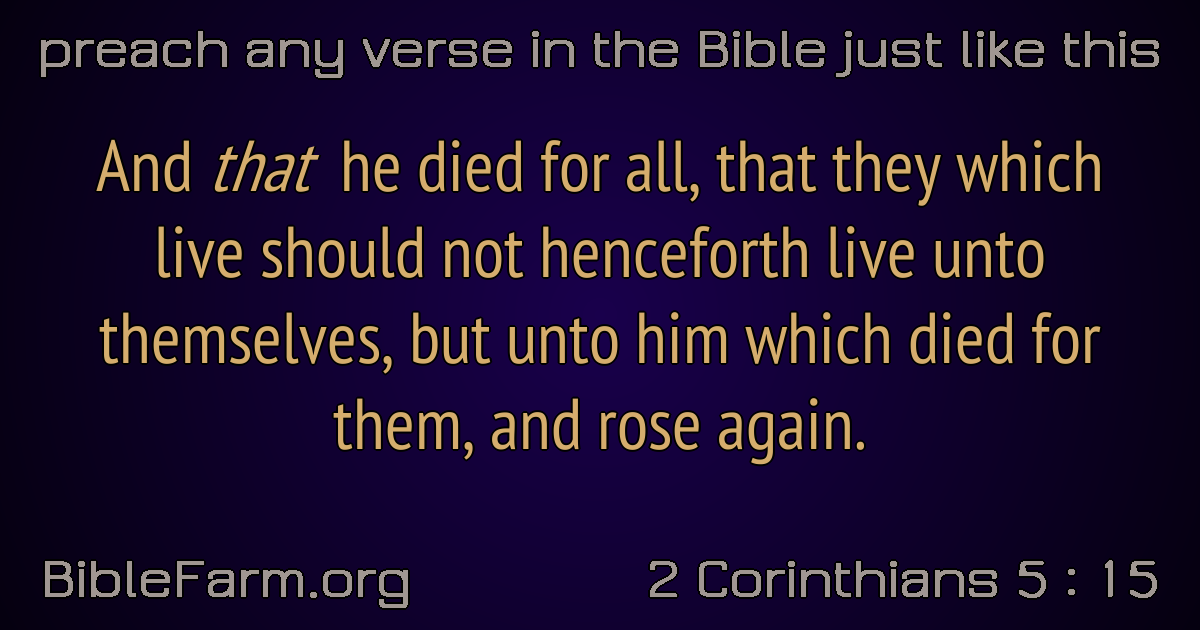 preach any verse in the Bible just like this
And that he died for all, that they which
live should not henceforth live unto
themselves, but unto him which died for
them, and rose again.
BibleFarm.org
2 Corinthians 5 : 15